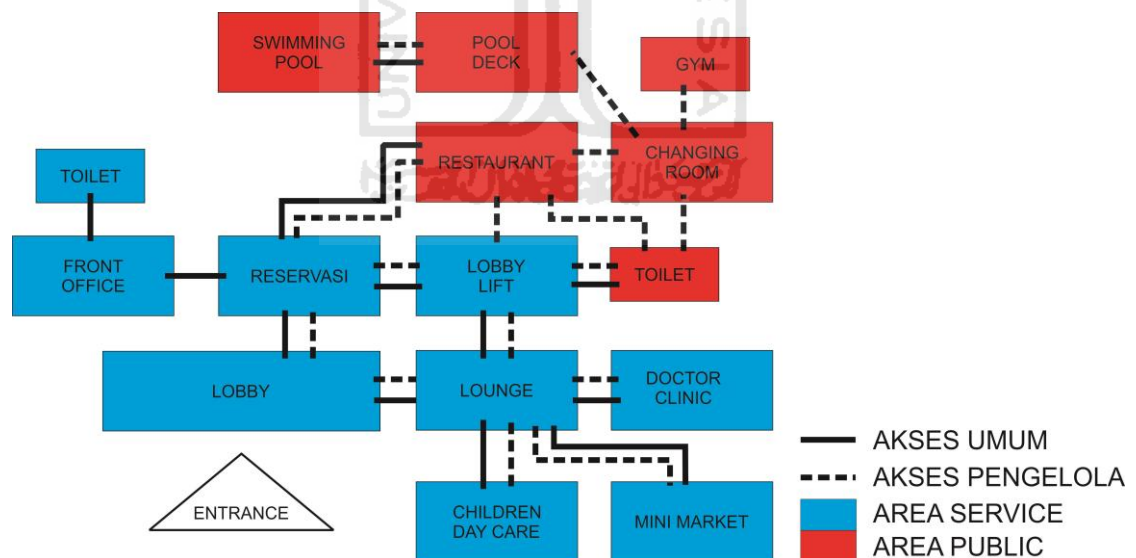 SWIMMING
POOL
POOL
DECK
GYM
TOILET
RESTAURANT
CHANGING
ROOM
FRONT
OFFICE
RESERVASI
LOBBY
LIFT
TOILET
LOBBY
LOUNGE
DOCTOR
CLINIC
ENTRANCE
CHILDREN
DAY CARE
MINI MARKET
AKSES UMUM
AKSES PENGELOLA
AREA SERVICE
AREA PUBLIC